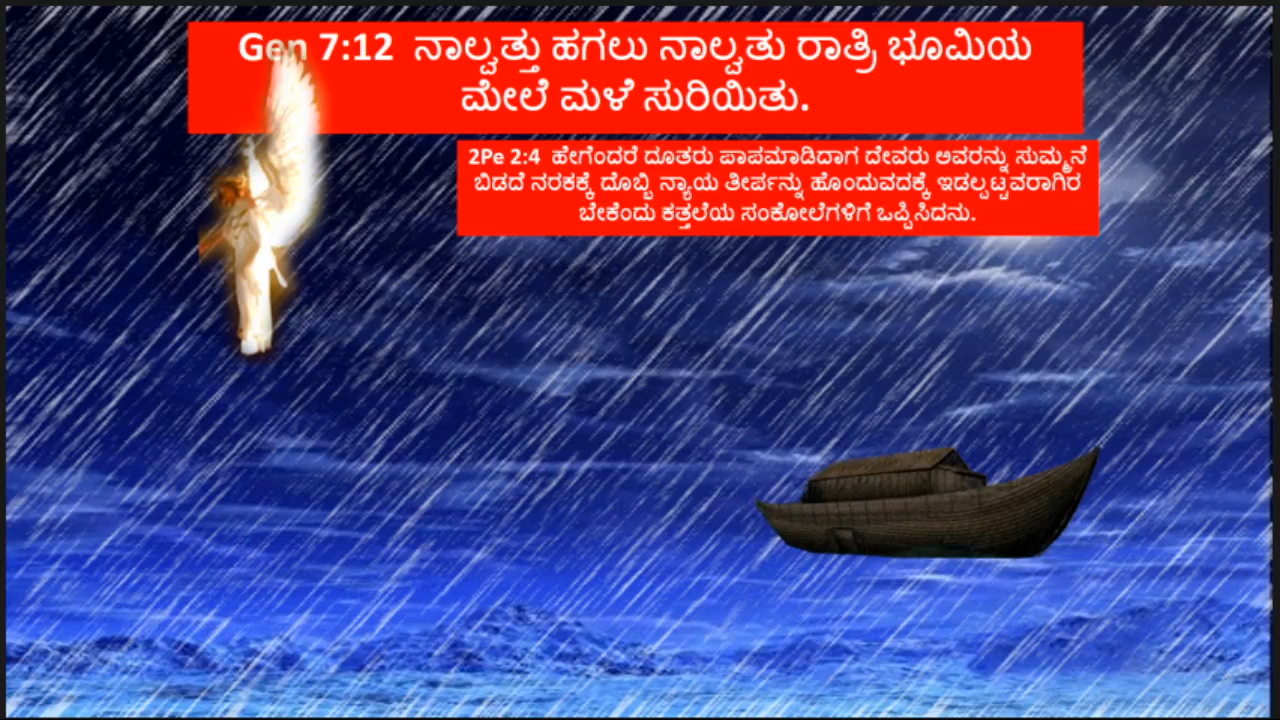 Gen 7:12 ನಾಲ್ವತ್ತು ಹಗಲು ನಾಲ್ವತು ರಾತ್ರಿ ಭೂಮಿಯ
ಮೇಲೆ ಮಳೆ ಸುರಿಯಿತು.
2Pe 2:4 ಹೇಗೆಂದರೆ ದೂತರು ಪಾಪಮಾಡಿದಾಗ ದೇವರು ಅವರನ್ನು ಸುಮ್ಮನೆ
ಬಿಡದೆ ನರಕಕ್ಕೆ ದೊಬ್ಬಿ ನ್ಯಾಯ ತೀರ್ಪನ್ನು ಹೊಂದುವದಕ್ಕೆ ಇಡಲ್ಪಟ್ಟವರಾಗಿರ
ಬೇಕೆಂದು ಕತ್ತಲೆಯ ಸಂಕೋಲೆಗಳಿಗೆ ಒಪ್ಪಿಸಿದನು.